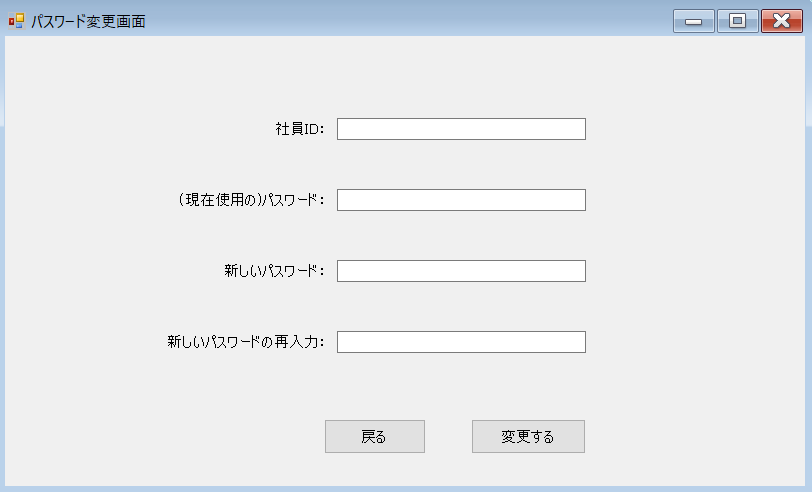 パスワード変更画面
社員ID：
（現在使用の）パスワード：
新しいパスワード：
新しいパスワードの再入力：
戻る
変更する